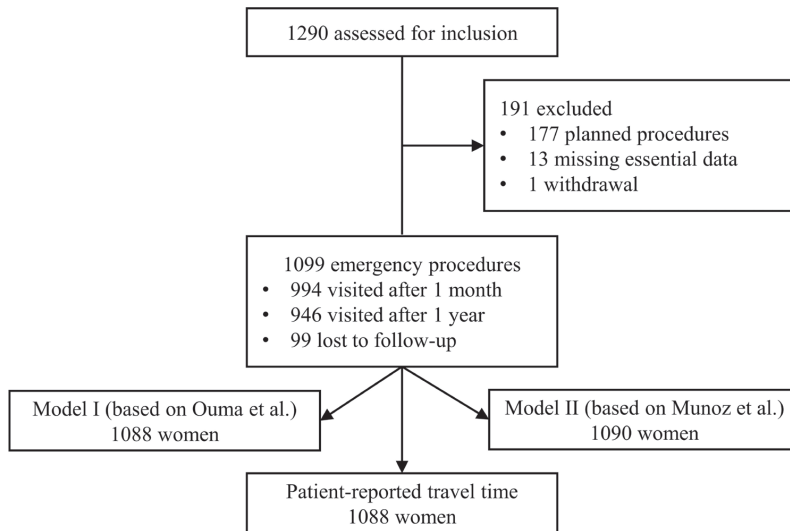 1290 assessed for inclusion
191 excluded
• 177 planned procedures
• 13 missing essential data
• 1 withdrawal
1099 emergency procedures
• 994 visited after 1 month
• 946 visited after 1 year
• 99 lost to follow-up
Model I (based on Ouma et al.)
1088 women
Model II (based on Munoz et al.)
1090 women
Patient-reported travel time
1088 women